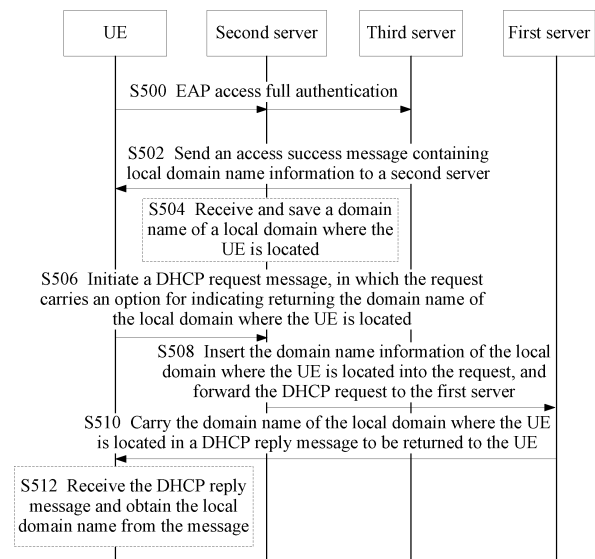 UE
Second server
Third server
First server
S500 EAP access full authentication
S502 Send an access success message containing
local domain name information to a second server
S504 Receive and save a domain
name of a local domain where the
UE is located
S506 Initiate a DHCP request message, in which the request
carries an option for indicating returning the domain name of
the local domain where the UE is located
S508 Insert the domain name information of the local
domain where the UE is located into the request, and
forward the DHCP request to the first server
S510 Carry the domain name of the local domain where the UE
is located in a DHCP reply message to be returned to the UE
S512 Receive the DHCP reply
message and obtain the local
domain name from the message